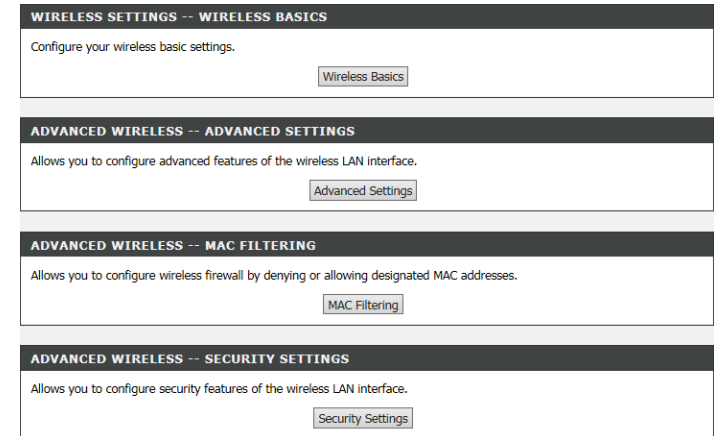 WIRELESS SETTINGS -- WIRELESS BASICS
Configure your wireless basic settings.
Wireless Basics
ADVANCED WIRELESS -- ADVANCED SETTINGS
Allows you to configure advanced features of the wireless LAN interface.
Advanced Settings
ADVANCED WIRELESS -- MAC FILTERING
Allows you to configure wireless firewall by denying or allowing designated MAC addresses.
MAC Filtering
ADVANCED WIRELESS -- SECURITY SETTINGS
Allows you to configure security features of the wireless LAN interface.
Security Settings